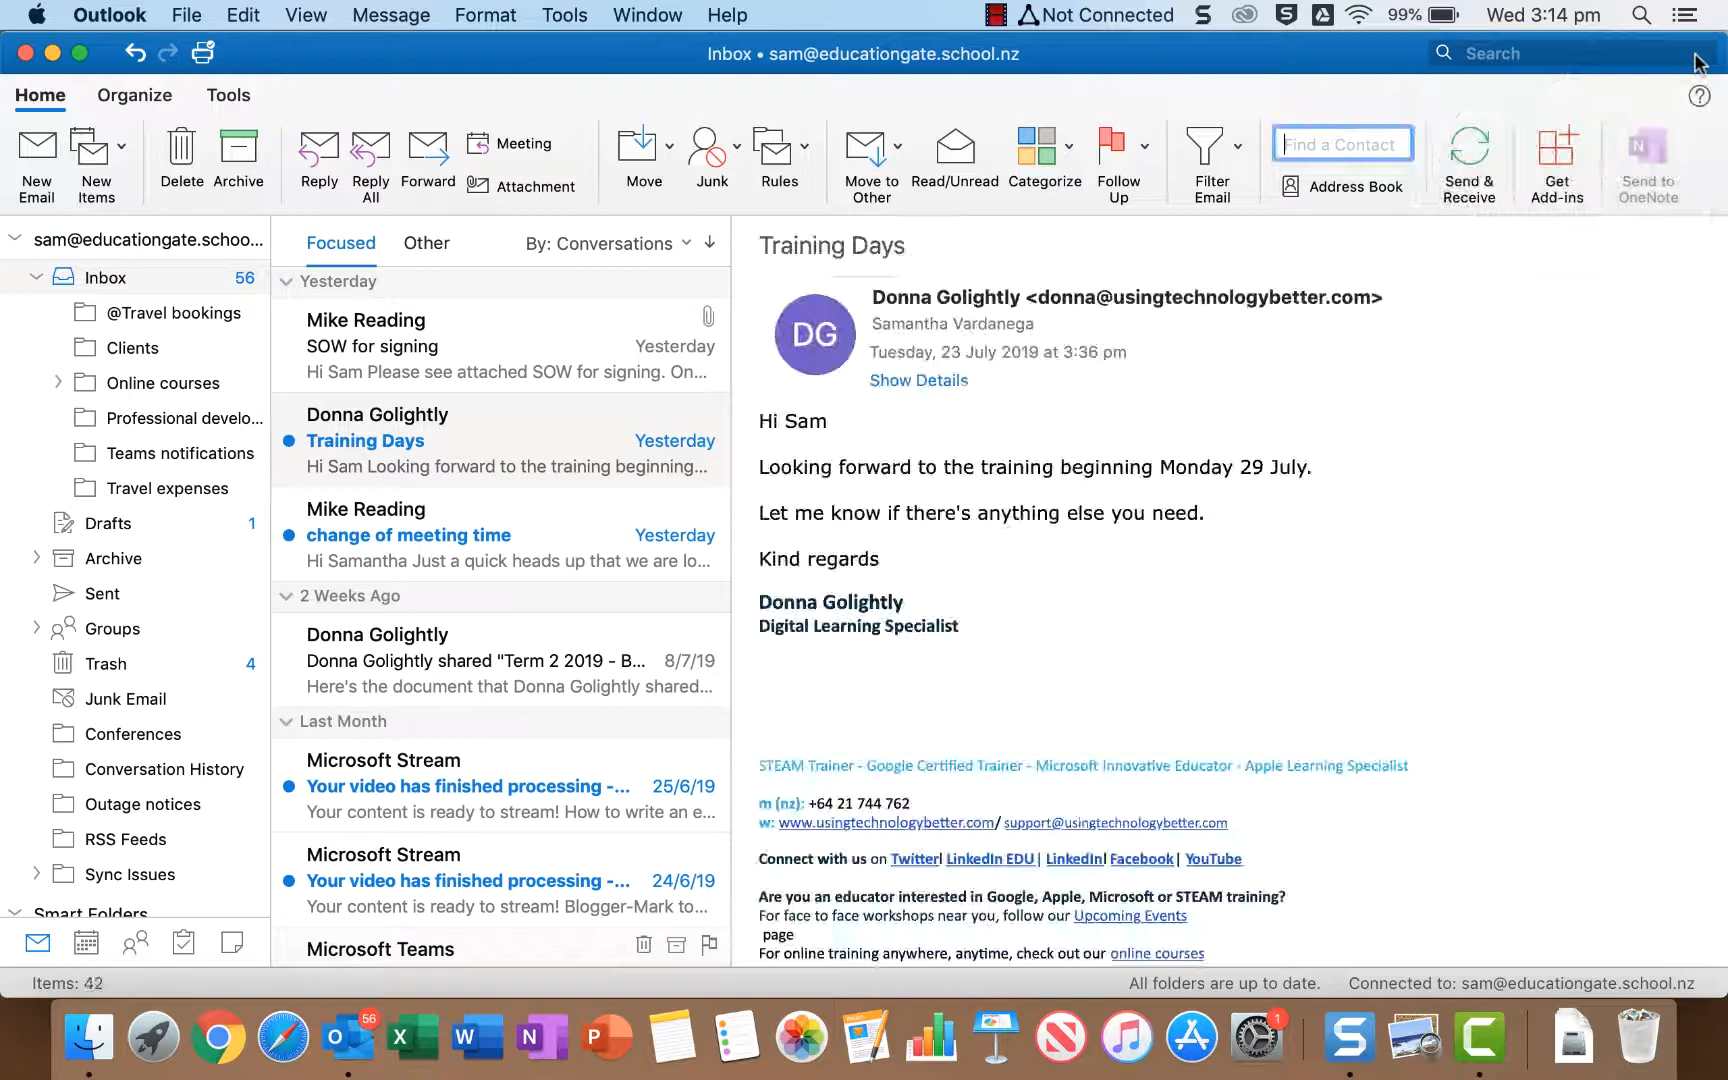 Outlook File Edit View Message Format Tools Window Help Not Connected 99% Wed 3:14 pm
Inbox • sam@educationgate.school.nz Search
Home Organize Tools
New Email
New Items
Delete
Archive
Reply
Reply All
Forward
Meeting
Attachment
Move
Junk
Rules
Move to Other
Read/Unread
Categorize
Follow Up
Filter Email
Find a Contact
Address Book
Send & Receive
Get Add-ins
Send to OneNote
sam@educationgate.schoo...
Inbox 56
@Travel bookings
Clients
Online courses
Professional develo...
Teams notifications
Travel expenses
Drafts 1
Archive
Sent
Groups
Trash 4
Junk Email
Conferences
Conversation History
Outage notices
RSS Feeds
Sync Issues
Smart Folders
Focused Other By: Conversations
Yesterday
Mike Reading
SOW for signing Yesterday
Hi Sam Please see attached SOW for signing. On...
Donna Golightly
Training Days Yesterday
Hi Sam Looking forward to the training beginning...
Mike Reading
change of meeting time Yesterday
Hi Samantha Just a quick heads up that we are lo...
2 Weeks Ago
Donna Golightly
Donna Golightly shared "Term 2 2019 - B... 8/7/19
Here's the document that Donna Golightly shared...
Last Month
Microsoft Stream
Your video has finished processing -... 25/6/19
Your content is ready to stream! How to write an e...
Microsoft Stream
Your video has finished processing -... 24/6/19
Your content is ready to stream! Blogger-Mark to...
Microsoft Teams
Training Days
DG
Donna Golightly <donna@usingtechnologybetter.com>
Samantha Vardanega
Tuesday, 23 July 2019 at 3:36 pm
Show Details
Hi Sam
Looking forward to the training beginning Monday 29 July.
Let me know if there's anything else you need.
Kind regards
Donna Golightly
Digital Learning Specialist
STEAM Trainer - Google Certified Trainer - Microsoft Innovative Educator - Apple Learning Specialist
m (nz): +64 21 744 762
w: www.usingtechnologybetter.com/ support@usingtechnologybetter.com
Connect with us on Twitter| LinkedIn EDU| LinkedIn| Facebook| YouTube
Are you an educator interested in Google, Apple, Microsoft or STEAM training?
For face to face workshops near you, follow our Upcoming Events
page
For online training anywhere, anytime, check out our online courses
Items: 42 All folders are up to date. Connected to: sam@educationgate.school.nz
56
1